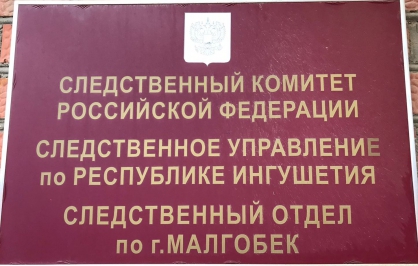 СЛЕДСТВЕННЫЙ КОМИТЕТ
РОССИЙСКОЙ ФЕДЕРАЦИИ
СЛЕДСТВЕННОЕ УПРАВЛЕНИЕ
по РЕСПУБЛИКЕ ИНГУШЕТИЯ
СЛЕДСТВЕННЫЙ ОТДЕЛ
по г.МАЛГОБЕК